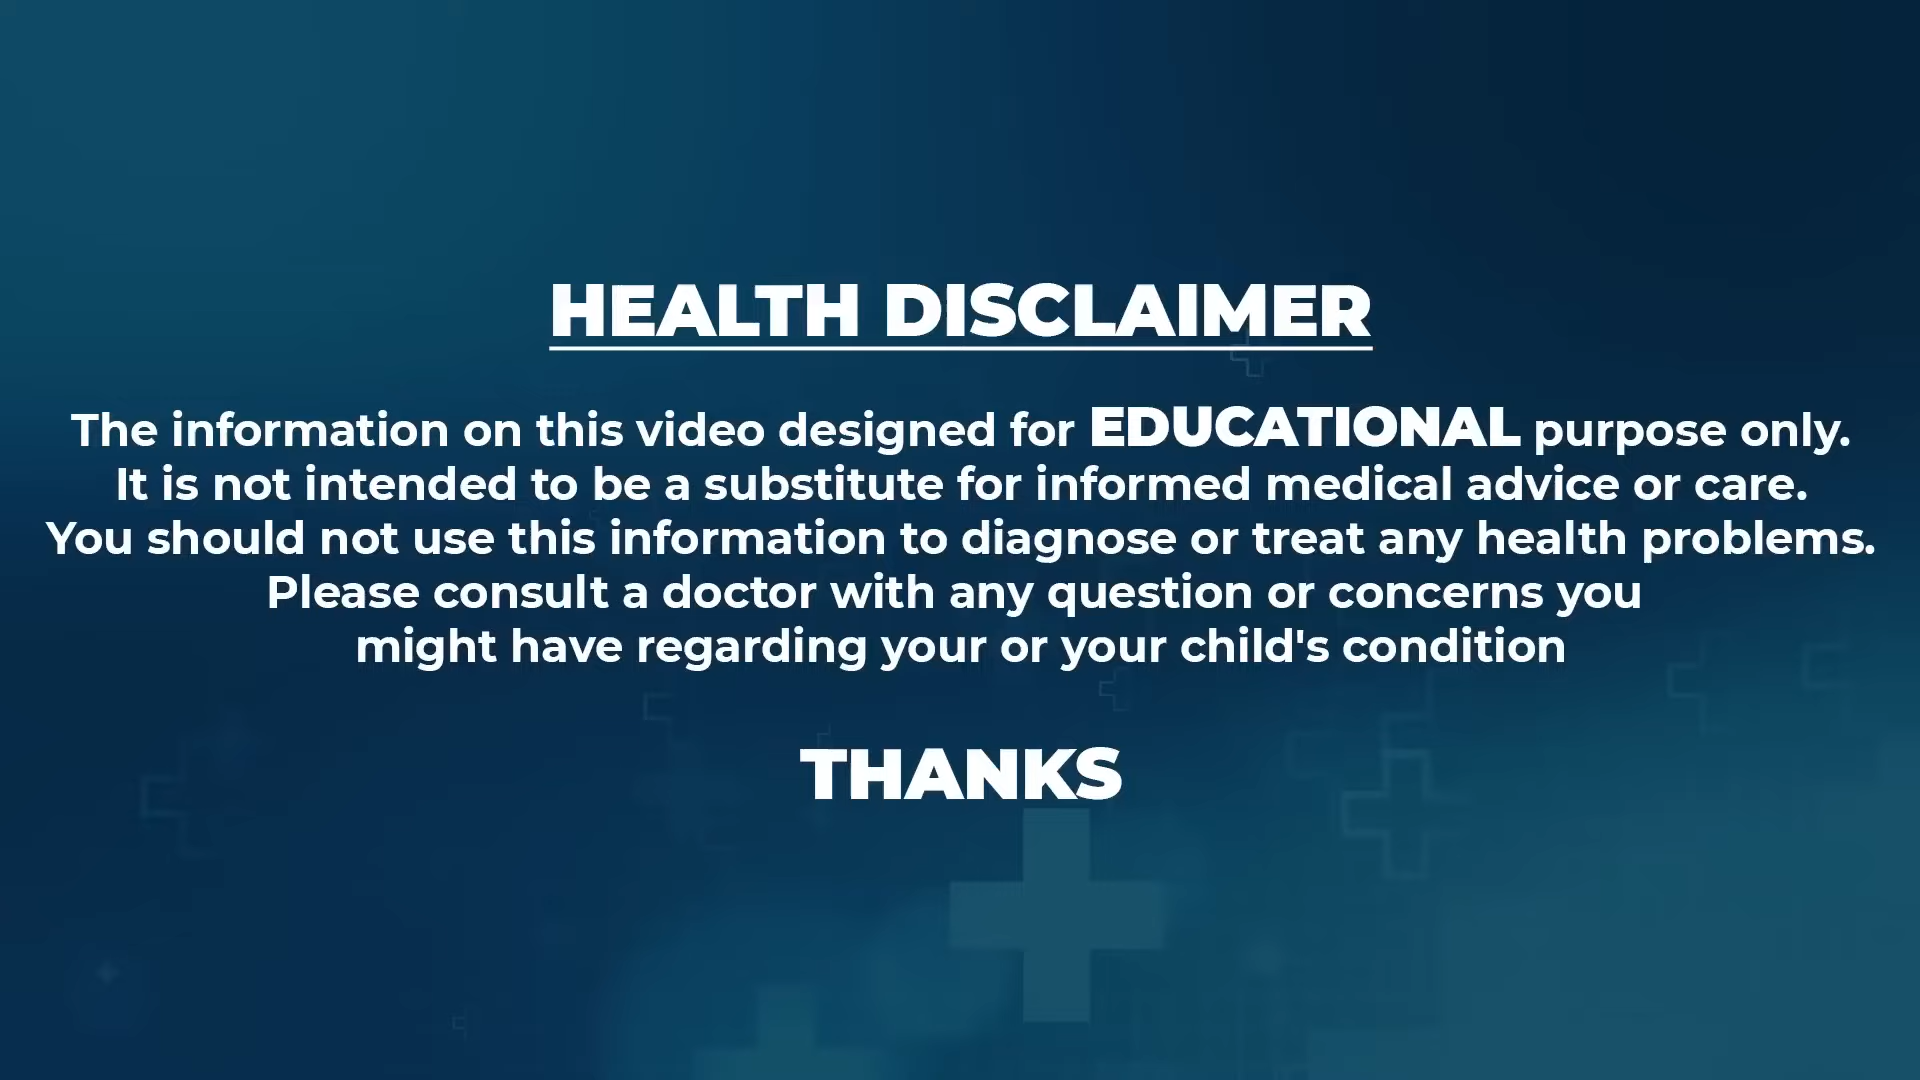 HEALTH DISCLAIMER
The information on this video designed for EDUCATIONAL purpose only.
It is not intended to be a substitute for informed medical advice or care.
You should not use this information to diagnose or treat any health problems.
Please consult a doctor with any question or concerns you
might have regarding your or your child's condition
THANKS